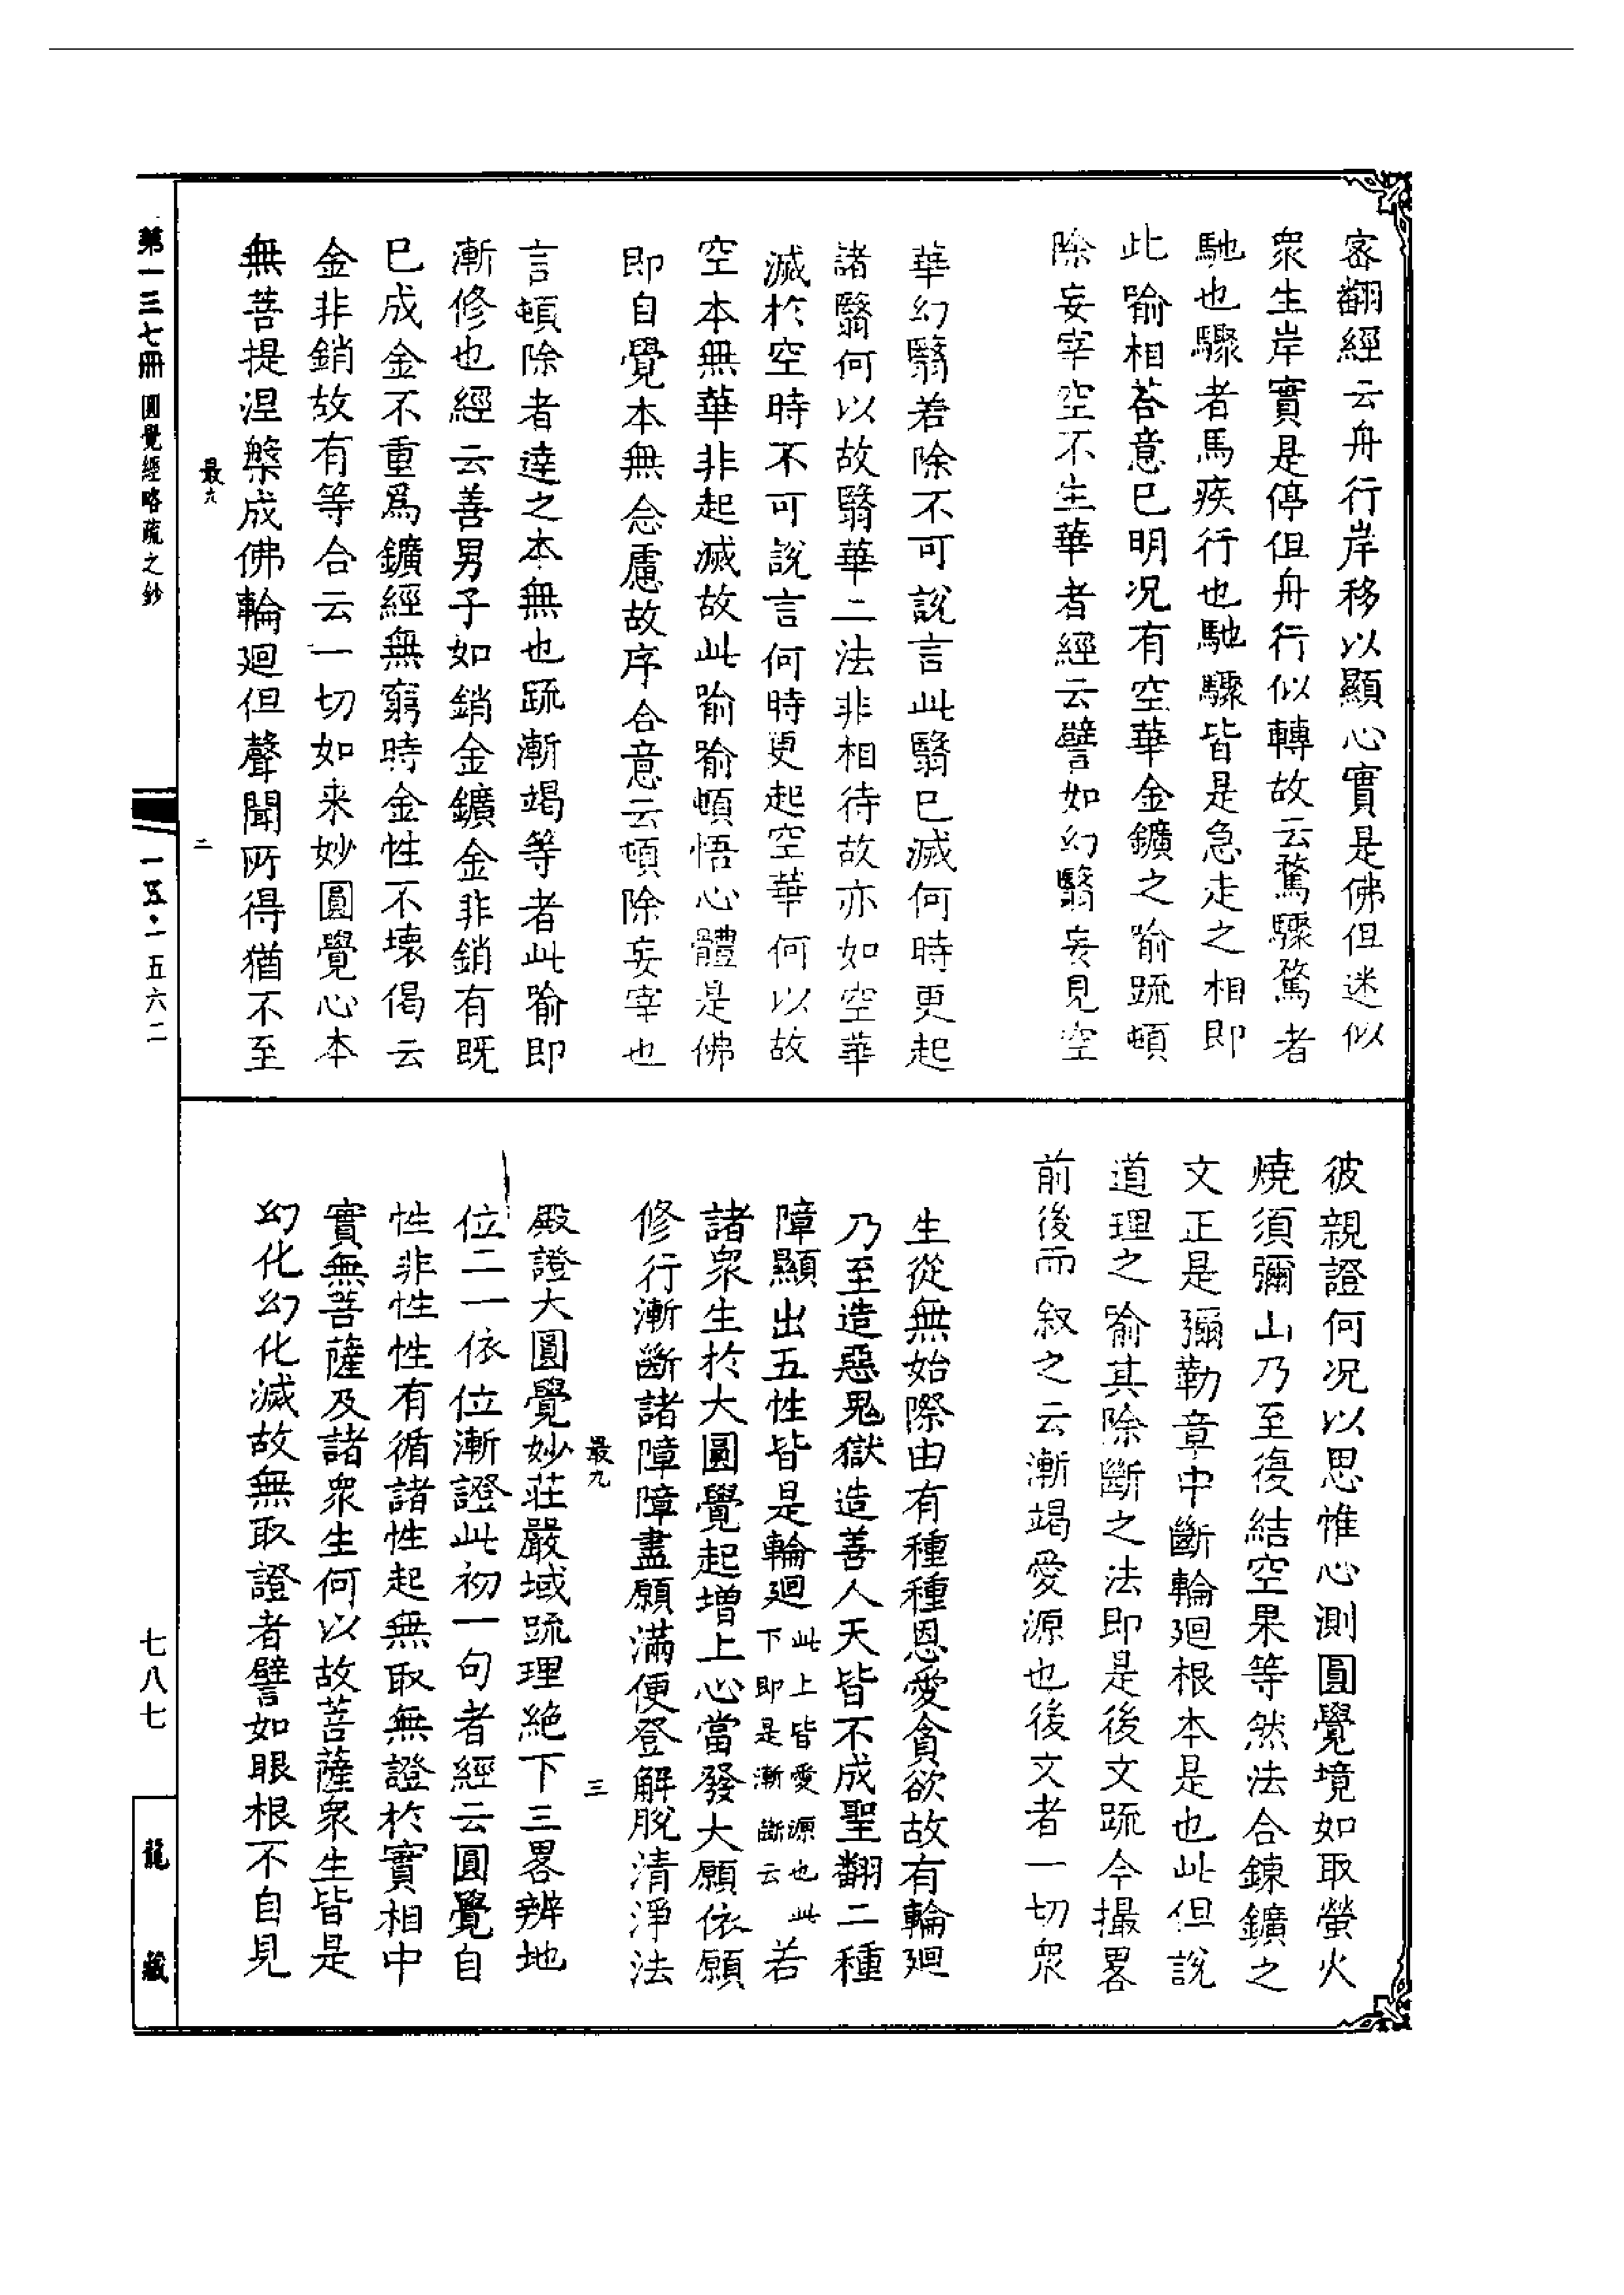 密翻經云舟行岸移以顯心實是佛但迷似
衆生岸實是停但舟行似轉故云騖驟騖者
馳也驟者馬疾行也馳驟皆是急走之相即
此喻相荅意已明况有空華金鑛之喻疏頓
除妄宰空不生華者經云譬如幻翳妄見空
華幻翳若除不可說言此翳已滅何時更起
諸翳何以故翳華二法非相待故亦如空華
滅於空時不可說言何時更起空華何以故
空本無華非起滅故此喻喻頓悟心體是佛
即自覺本無念慮故序合意云頓除妄宰也
言頓除者達之本無也疏漸竭等者此喻即
漸修也經云善男子如銷金鑛金非銷有旣
已成金不重爲鑛經無窮時金性不壞偈云
金非銷故有等合云一切如来妙圓覺心本
無菩提涅槃成佛輪廻但聲聞所得猶不至
最六
二
彼親證何况以思惟心測圓覺境如取螢火
燒須彌山乃至復結空果等然法合鍊鑛之
文正是彌勒章中斷輪廻根本是也此但說
道理之喻其除斷之法即是後文疏今撮畧
前後而叙之云漸竭愛源也後文者一切衆
生從無始際由有種種恩愛貪欲故有輪廻
乃至造惡鬼獄造善人天皆不成聖翻二種
障顯出五性皆是輪廻此上皆愛源也此下即是漸斷云若
諸衆生於大圓覺起增上心當發大願依願
修行漸斷諸障障盡願滿便登解脫清淨法
最九
三
殿證大圓覺妙莊嚴域疏理絶下三畧辨地
位二一依位漸證此初一句者經云圓覺自
性非性性有循諸性起無取無證於實相中
實無菩薩及諸衆生何以故菩薩衆生皆是
幻化幻化滅故無取證者譬如眼根不自見
第一三七冊
圓覺經略疏之鈔
一五·一五六二
七八七
龍藏